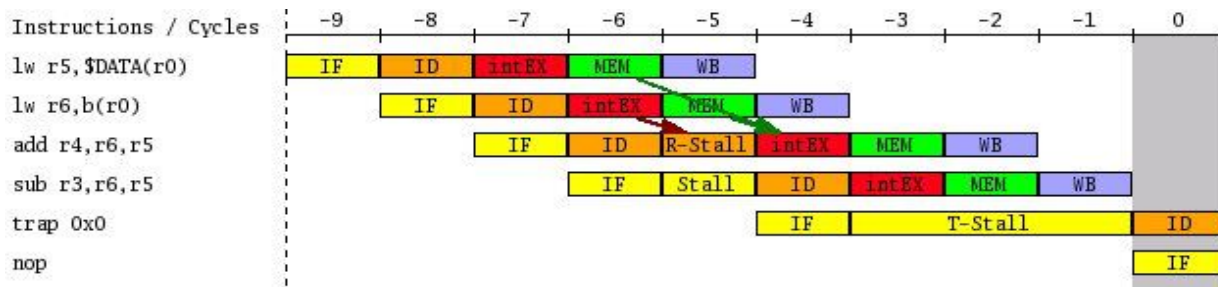 Instructions / Cycles -9 -8 -7 -6 -5 -4 -3 -2 -1 0
lw r5,$DATA(r0) IF ID intEX MEM WB
lw r6,b(r0) IF ID intEX MEM WB
add r4,r6,r5 IF ID R-Stall intEX MEM WB
sub r3,r6,r5 IF Stall ID intEX MEM WB
trap 0x0 IF T-Stall ID
nop IF